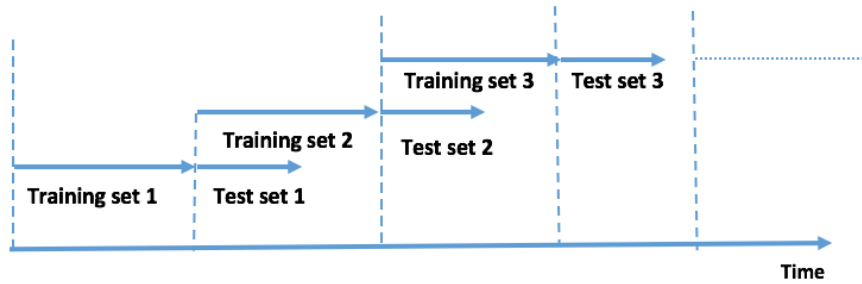 Training set 3
Test set 3
Training set 2
Test set 2
Training set 1
Test set 1
Time